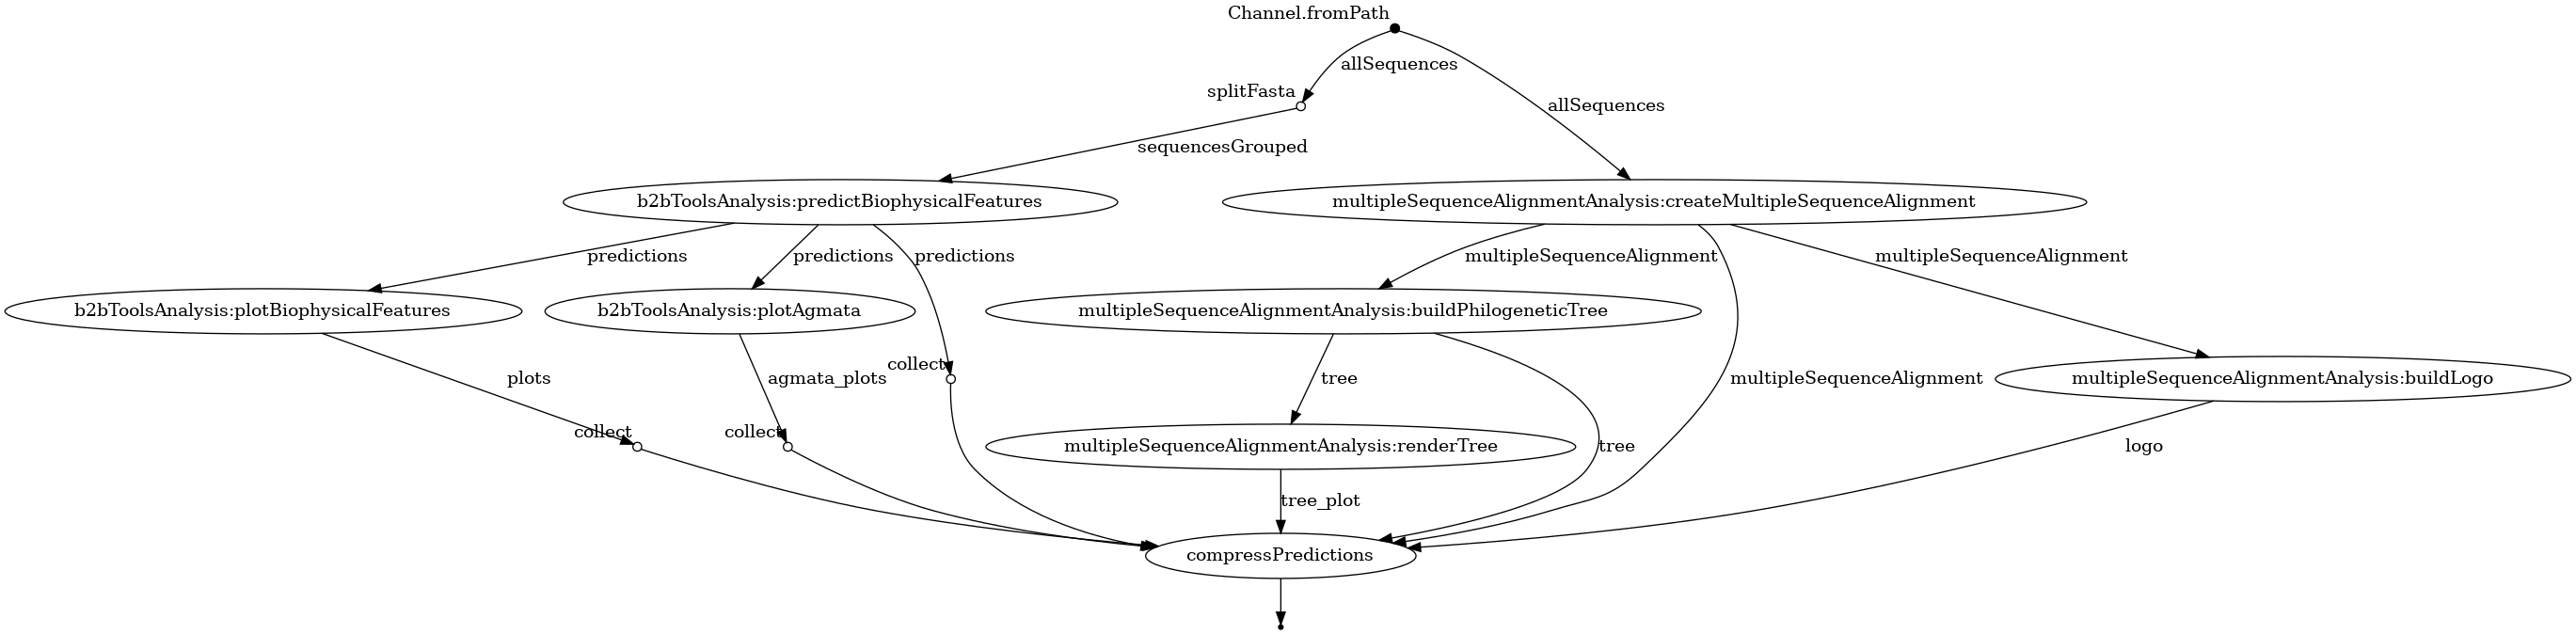 Channel.fromPath
allSequences
splitFasta
allSequences
sequencesGrouped
b2bToolsAnalysis:predictBiophysicalFeatures
multipleSequenceAlignmentAnalysis:createMultipleSequenceAlignment
predictions
predictions
predictions
multipleSequenceAlignment
multipleSequenceAlignment
b2bToolsAnalysis:plotBiophysicalFeatures
b2bToolsAnalysis:plotAgmata
multipleSequenceAlignmentAnalysis:buildPhilogeneticTree
collect
plots
agmata_plots
tree
multipleSequenceAlignment
multipleSequenceAlignmentAnalysis:buildLogo
collect
collect
multipleSequenceAlignmentAnalysis:renderTree
tree
logo
tree_plot
compressPredictions